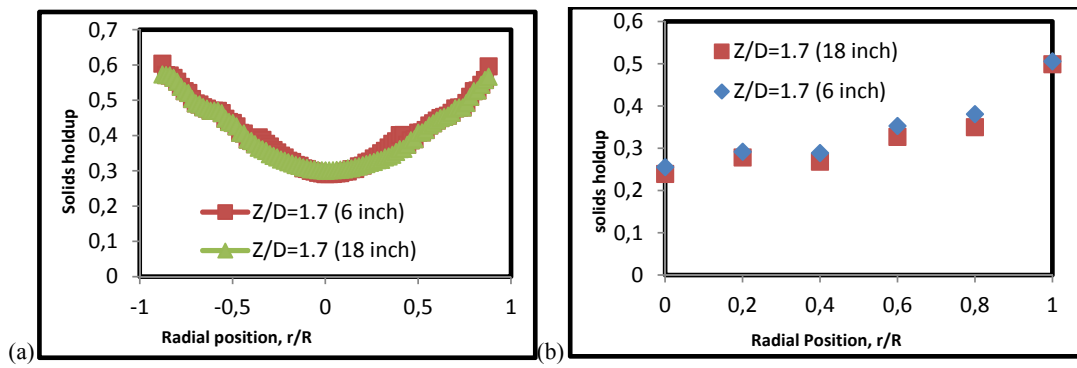 0,7
0,6
0,5
0,4
0,3
0,2
0,1
0
Solids holdup
Z/D=1.7 (6 inch)
Z/D=1.7 (18 inch)
-1
-0,5
0
0,5
1
Radial position, r/R
(a)
0,6
0,5
0,4
0,3
0,2
0,1
0
solids holdup
Z/D=1.7 (18 inch)
Z/D=1.7 (6 inch)
0
0,2
0,4
0,6
0,8
1
Radial Position, r/R
(b)